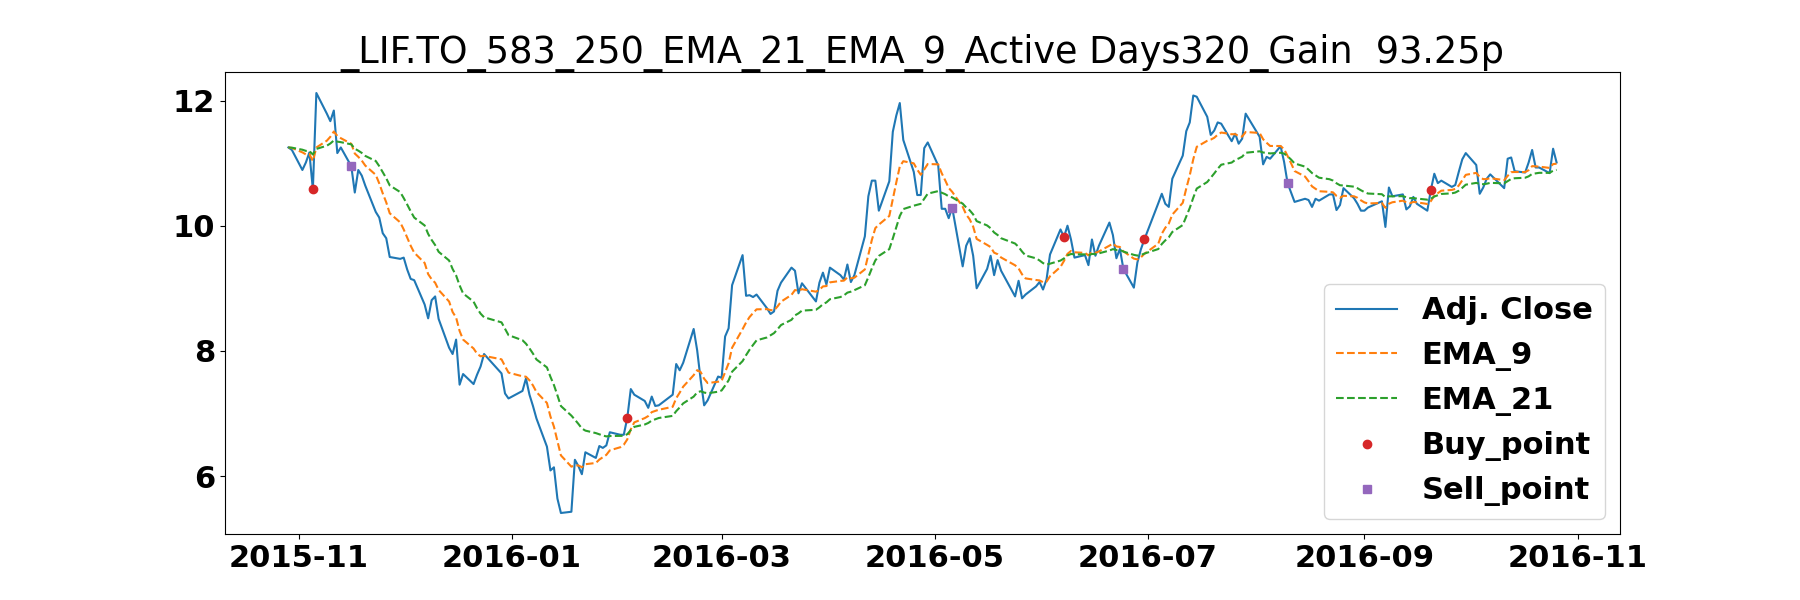 _LIF.TO_583_250_EMA_21_EMA_9_Active Days320_Gain  93.25p
12
10
8
6
Adj. Close
EMA_9
EMA_21
Buy_point
Sell_point
2015-11 2016-01 2016-03 2016-05 2016-07 2016-09 2016-11